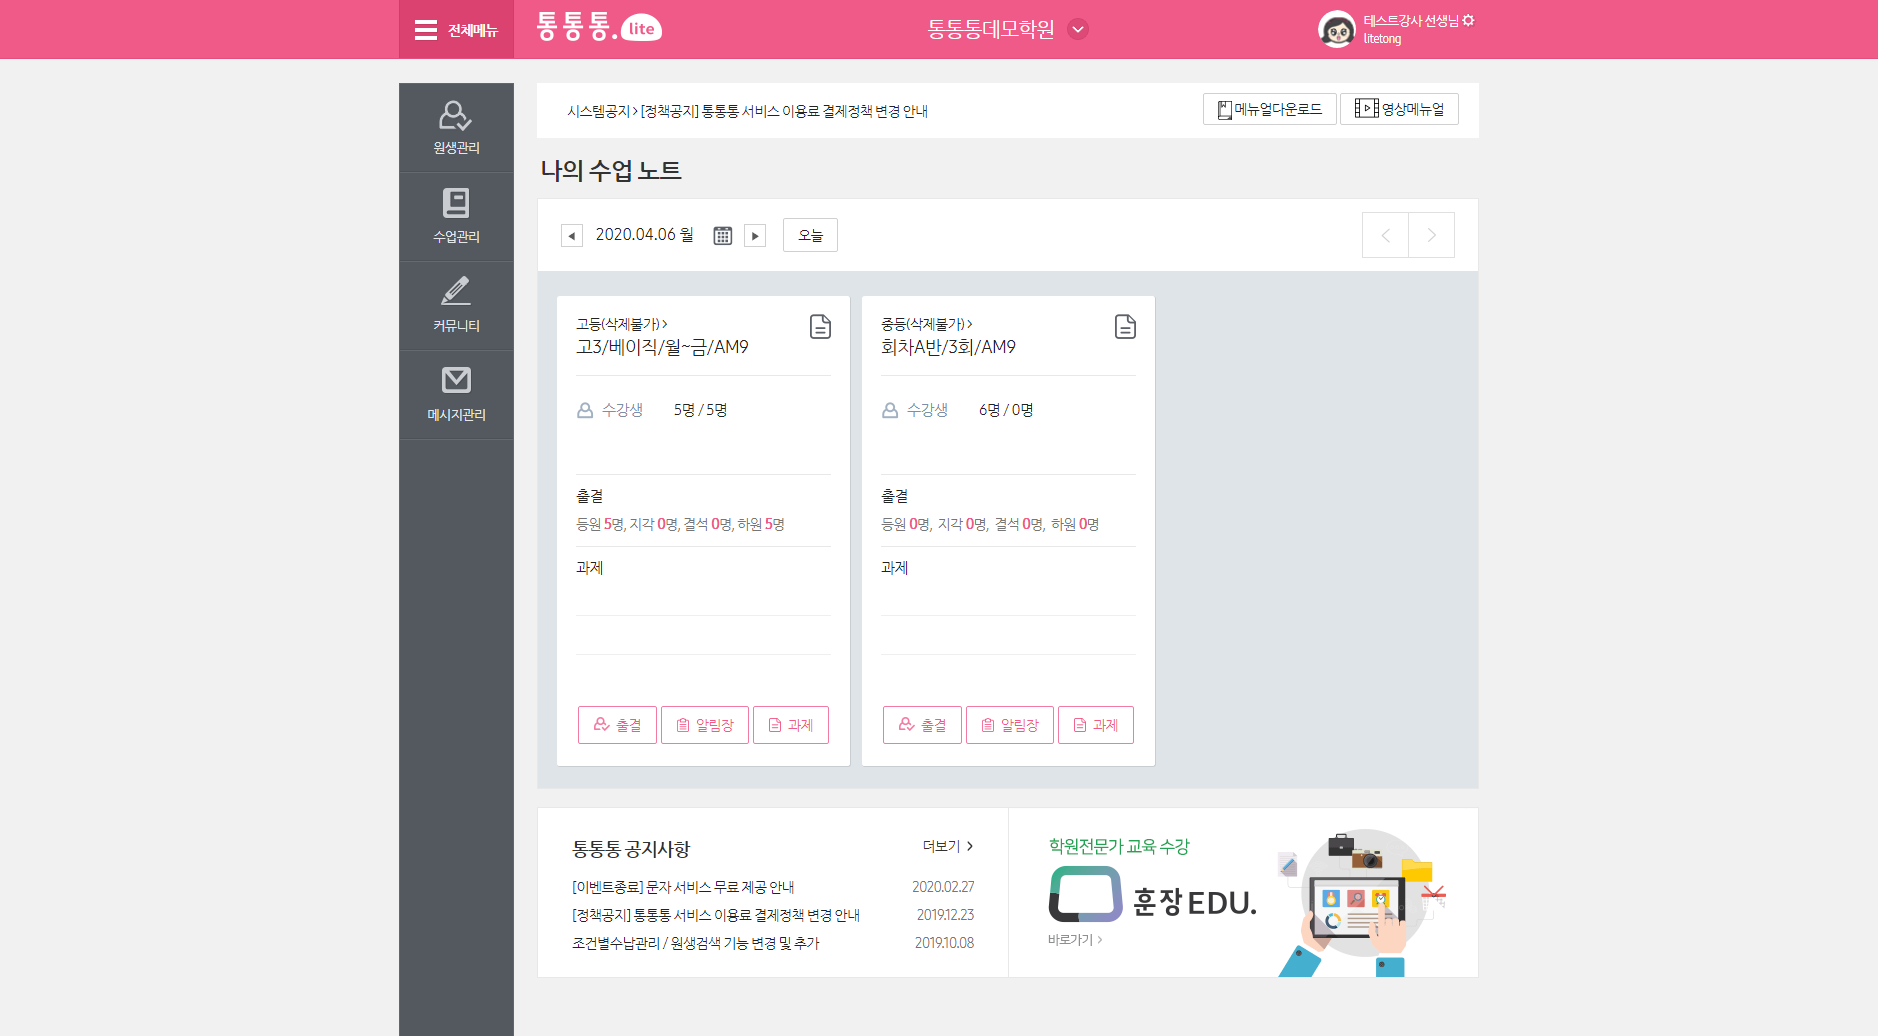 전체메뉴
통통통.lite
통통통데모학원
테스트강사 선생님
litetong
원생관리
수업관리
커뮤니티
메시지관리
시스템공지 > [정책공지] 통통통 서비스 이용료 결제정책 변경 안내
메뉴얼다운로드
영상메뉴얼
나의 수업 노트
2020.04.06 월
오늘
고등(삭제불가) >
고3/베이직/월~금/AM9
수강생 5명 / 5명
출결
등원 5명, 지각 0명, 결석 0명, 하원 5명
과제
출결
알림장
과제
중등(삭제불가) >
회차A반/3회/AM9
수강생 6명 / 0명
출결
등원 0명, 지각 0명, 결석 0명, 하원 0명
과제
출결
알림장
과제
통통통 공지사항
더보기 >
[이벤트종료] 문자 서비스 무료 제공 안내 2020.02.27
[정책공지] 통통통 서비스 이용료 결제정책 변경 안내 2019.12.23
조건별수납관리 / 원생검색 기능 변경 및 추가 2019.10.08
학원전문가 교육 수강
훈장EDU.
바로가기 >